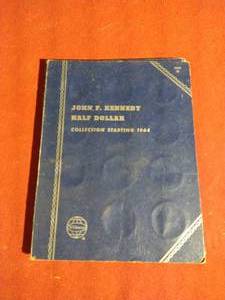 JOHN F. KENNEDY
HALF DOLLAR
COLLECTION STARTING 1964